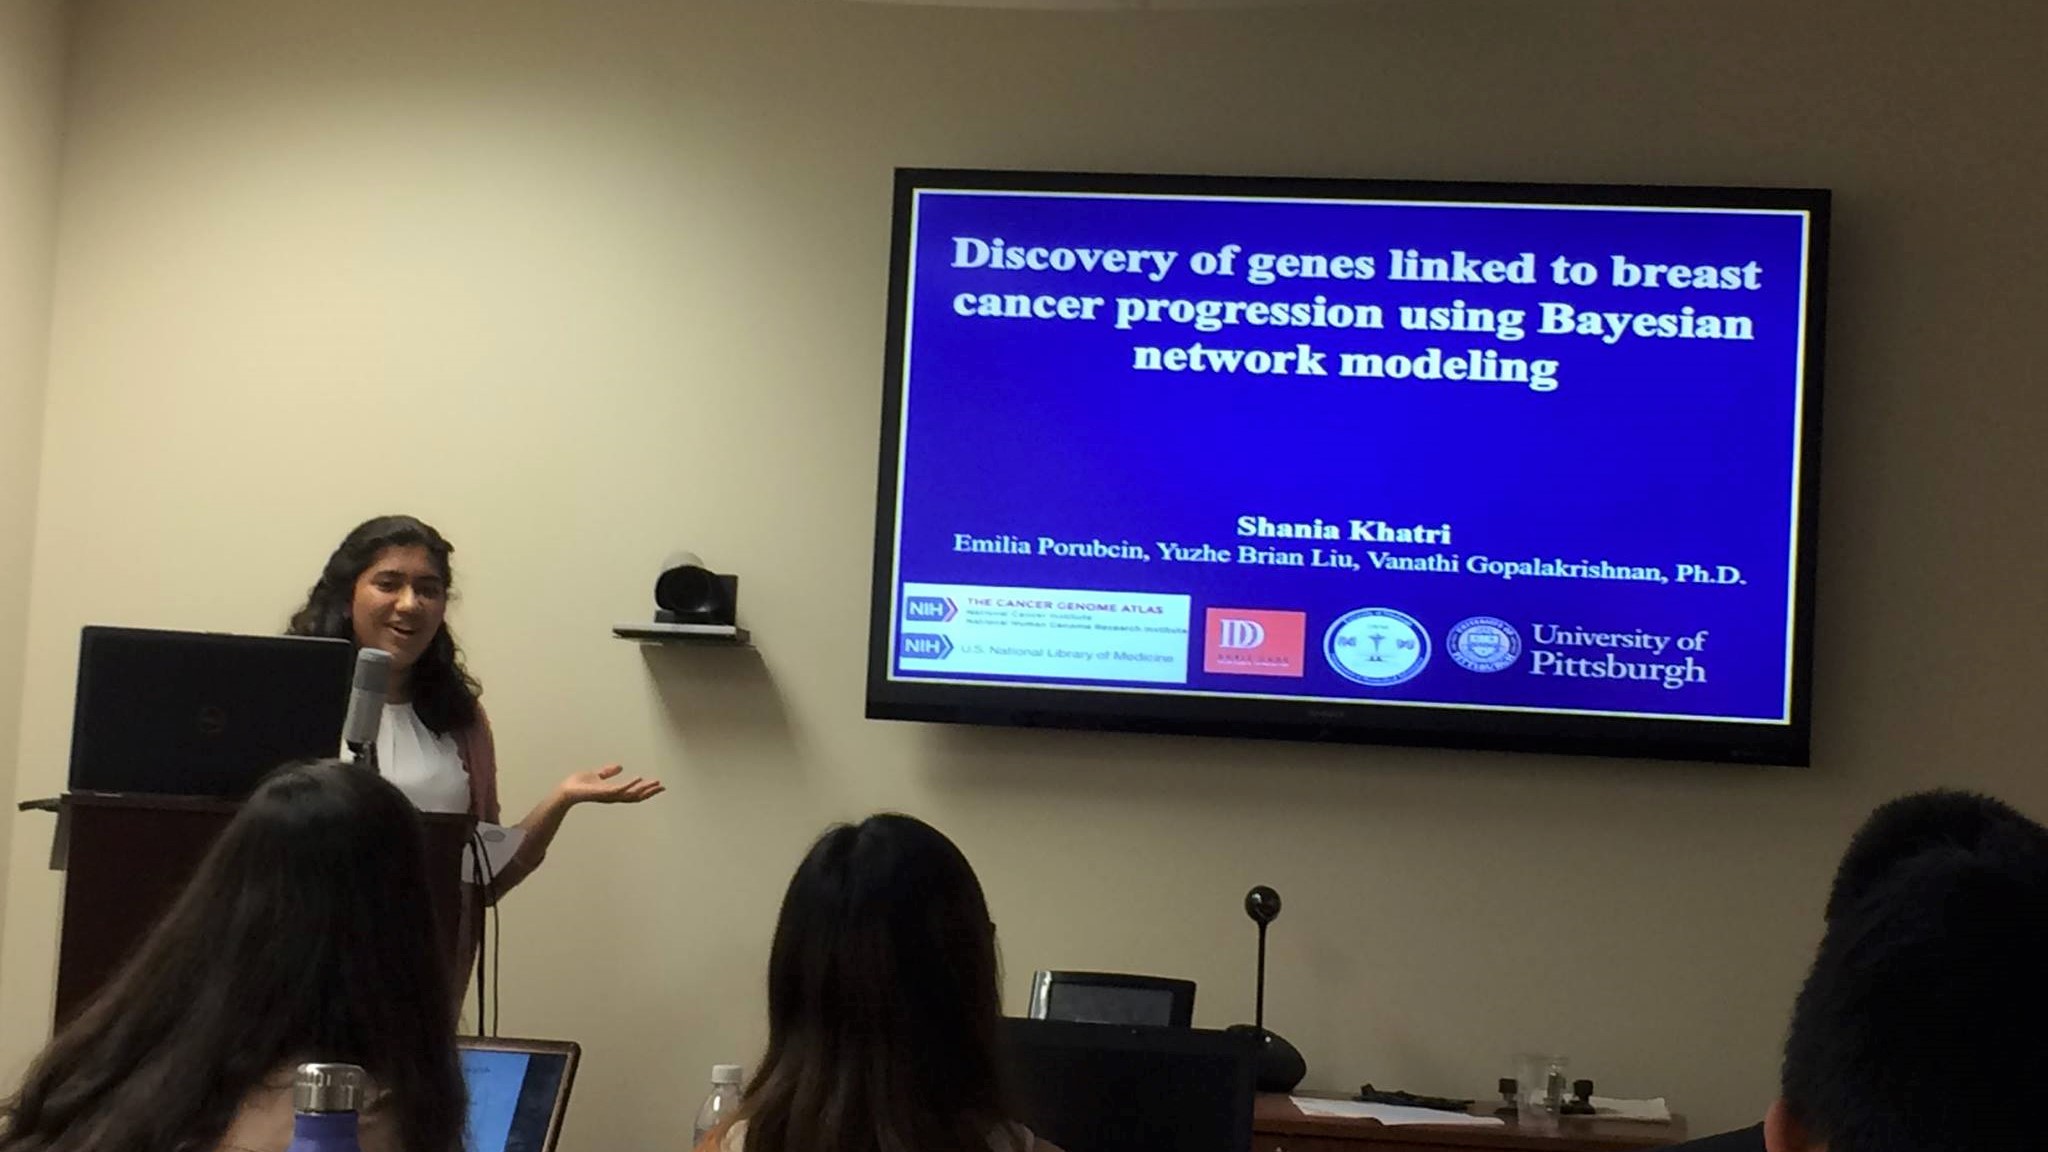 Discovery of genes linked to breast
cancer progression using Bayesian
network modeling
Shania Khatri
Emilia Porubcin, Yuzhe Brian Liu, Vanathi Gopalakrishnan, Ph.D.
NIH THE CANCER GENOME ATLAS
National Cancer Institute
National Human Genome Research Institute
NIH U.S. National Library of Medicine
DD
University of
Pittsburgh